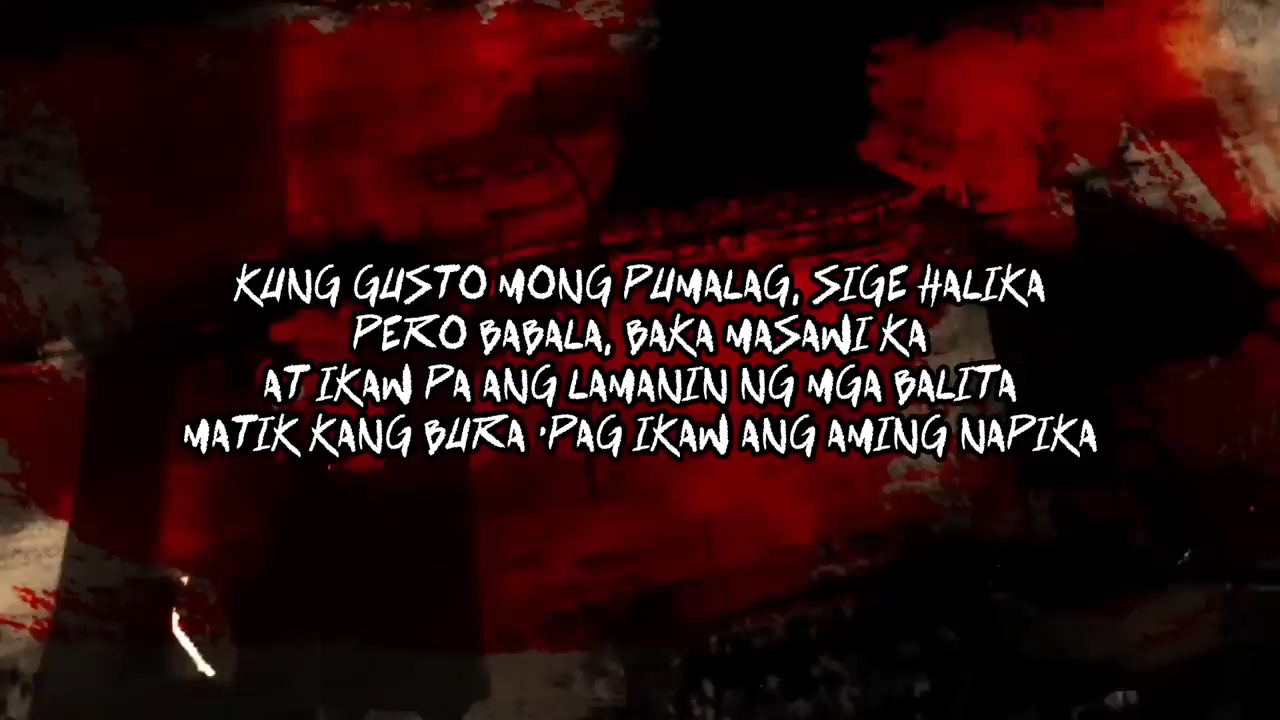 KUNG GUSTO MONG PUMALAG, SIGE HALIKA
PERO BABALA, BAKA MASAWI KA
AT IKAW PA ANG LAMANIN NG MGA BALITA
MATIK KANG BURA 'PAG IKAW ANG AMING NAPIKA